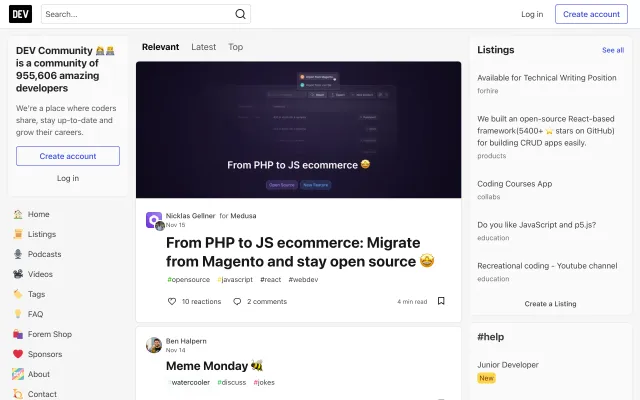 DEV
Search...
Log in
Create account
DEV Community 👩‍💻👨‍💻
is a community of
955,606 amazing
developers
We're a place where coders
share, stay up-to-date and
grow their careers.
Create account
Log in
Home
Listings
Podcasts
Videos
Tags
FAQ
Forem Shop
Sponsors
About
Contact
Relevant
Latest
Top
From PHP to JS ecommerce 🤩
Open Source
Nicklas Gellner for Medusa
Nov 15
From PHP to JS ecommerce: Migrate
from Magento and stay open source 🤩
#opensource #javascript #react #webdev
10 reactions
2 comments
4 min read
Ben Halpern
Nov 14
Meme Monday 🐝
watercooler #discuss #jokes
Listings
See all
Available for Technical Writing Position
forhire
We built an open-source React-based
framework(5400+ ⭐ stars on GitHub)
for building CRUD apps easily.
products
Coding Courses App
collabs
Do you like JavaScript and p5.js?
education
Recreational coding - Youtube channel
education
Create a Listing
#help
Junior Developer
New